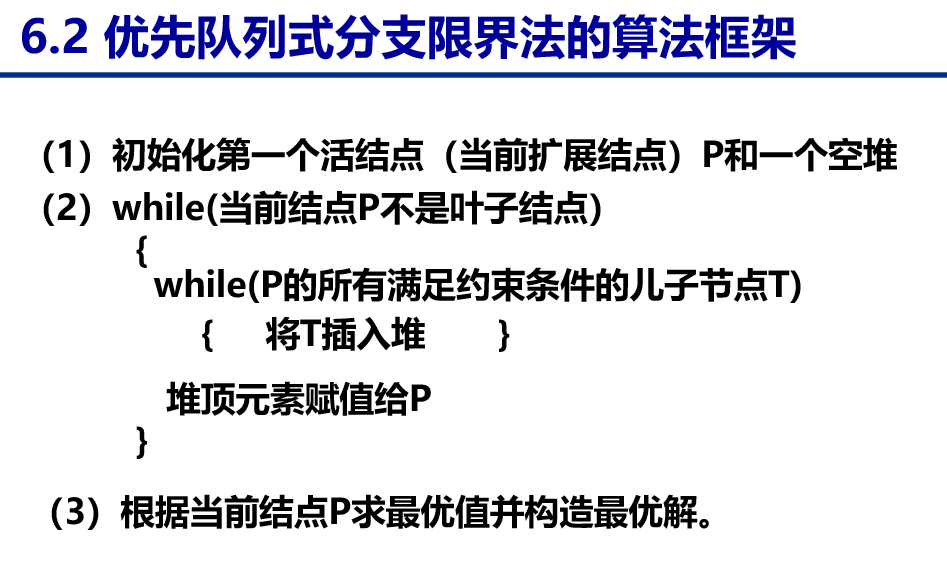 6.2 优先队列式分支限界法的算法框架
（1）初始化第一个活结点（当前扩展结点）P和一个空堆
（2）while(当前结点P不是叶子结点)
{
while(P的所有满足约束条件的儿子节点T)
{ 将T插入堆 }
堆顶元素赋值给P
}
（3）根据当前结点P求最优值并构造最优解。